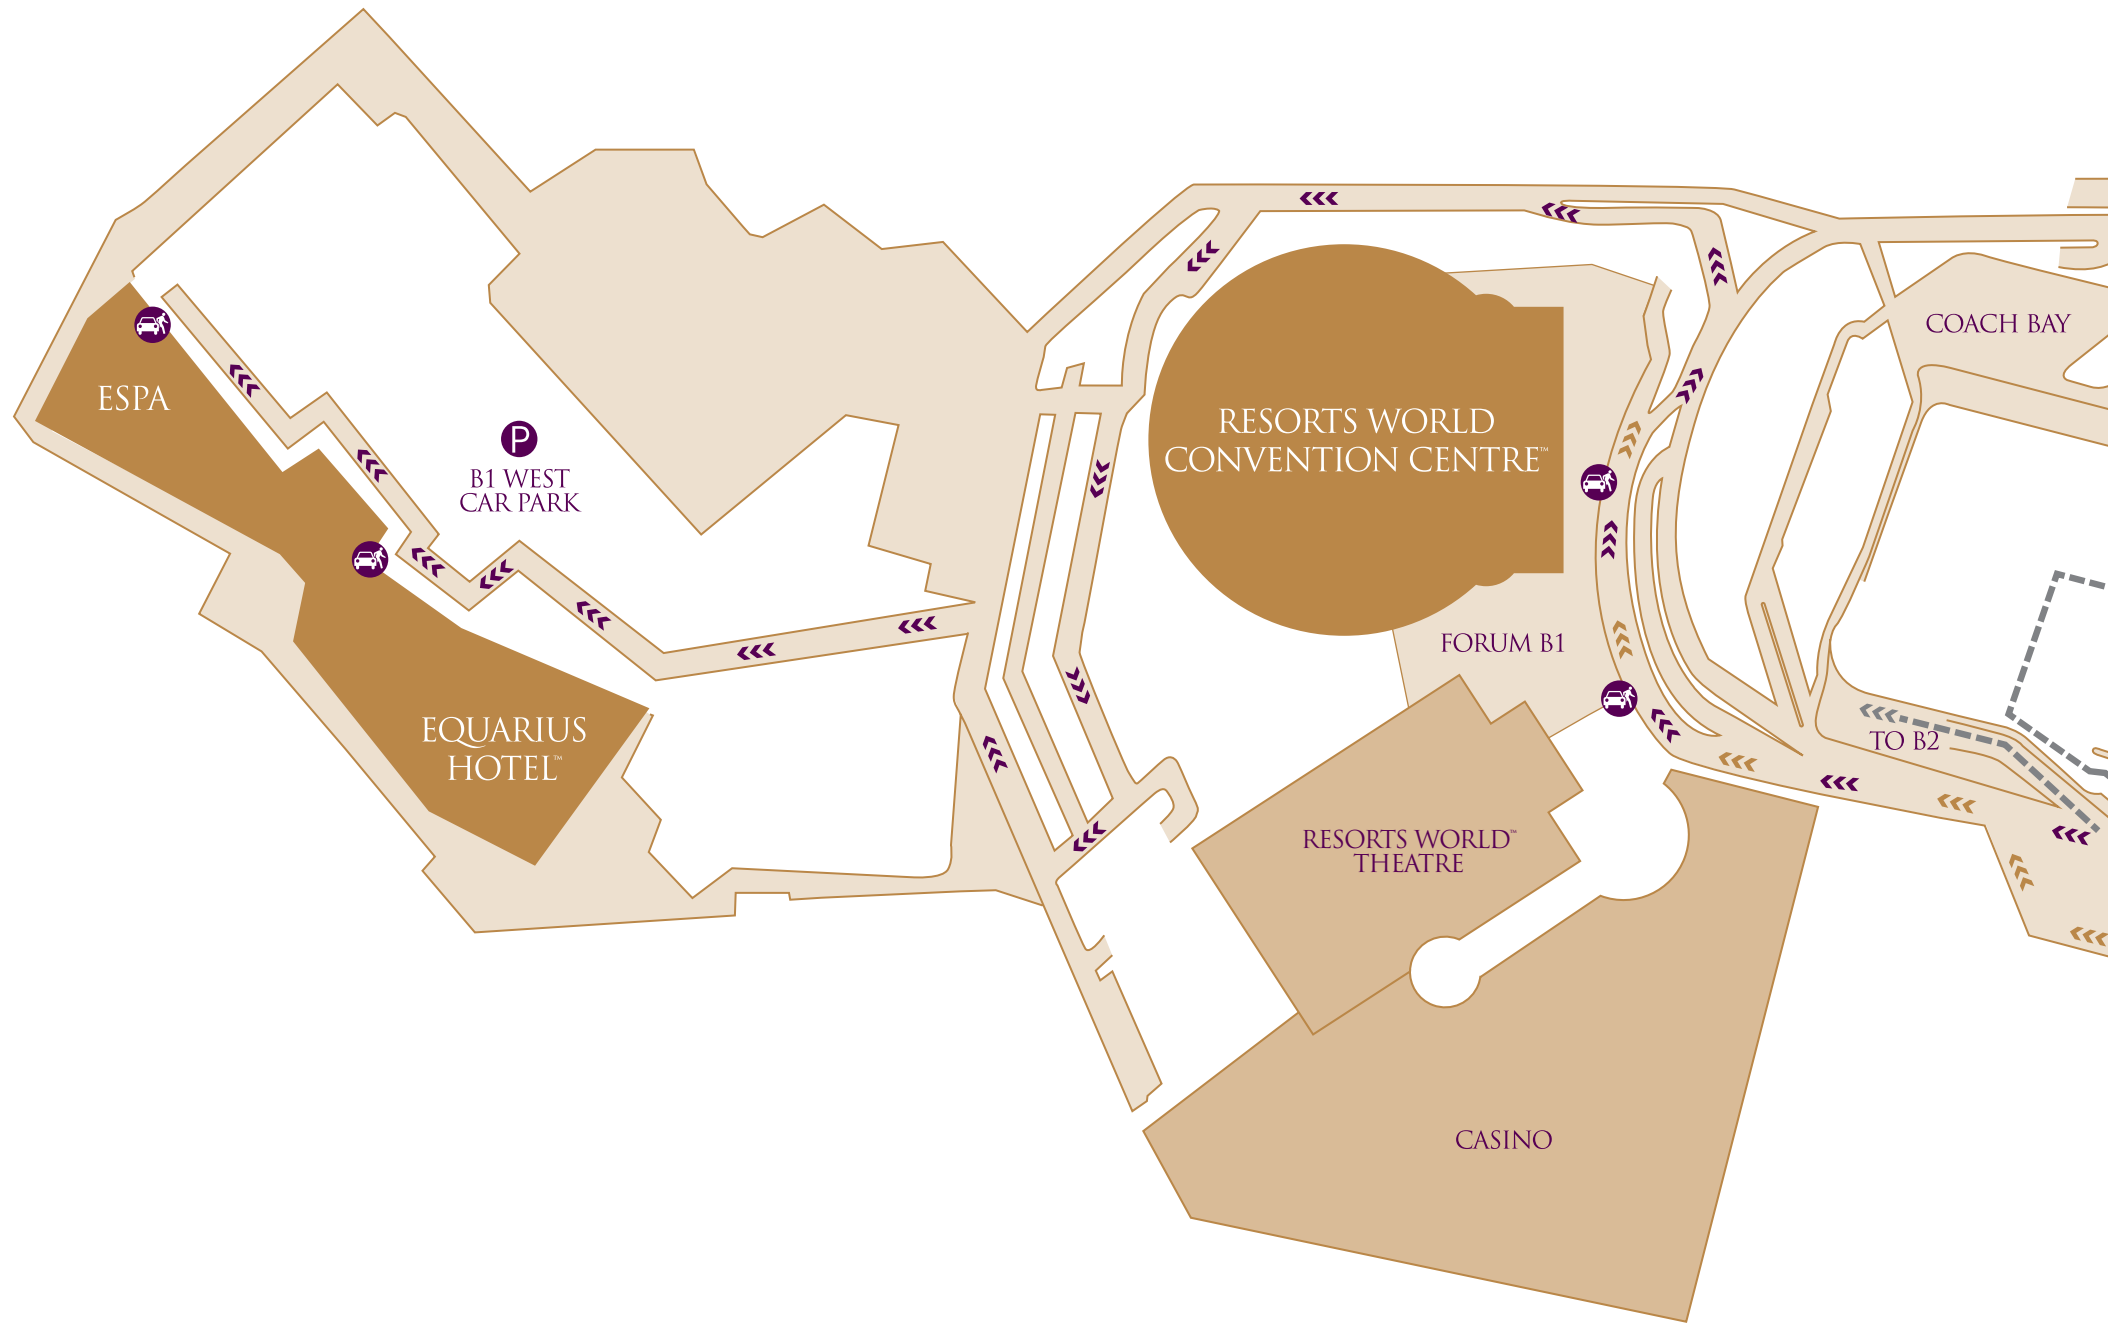 COACH BAY
ESPA
RESORTS WORLD
CONVENTION CENTRE™
P
B1 WEST
CAR PARK
FORUM B1
EQUARIUS
HOTEL™
TO B2
RESORTS WORLD™
THEATRE
CASINO